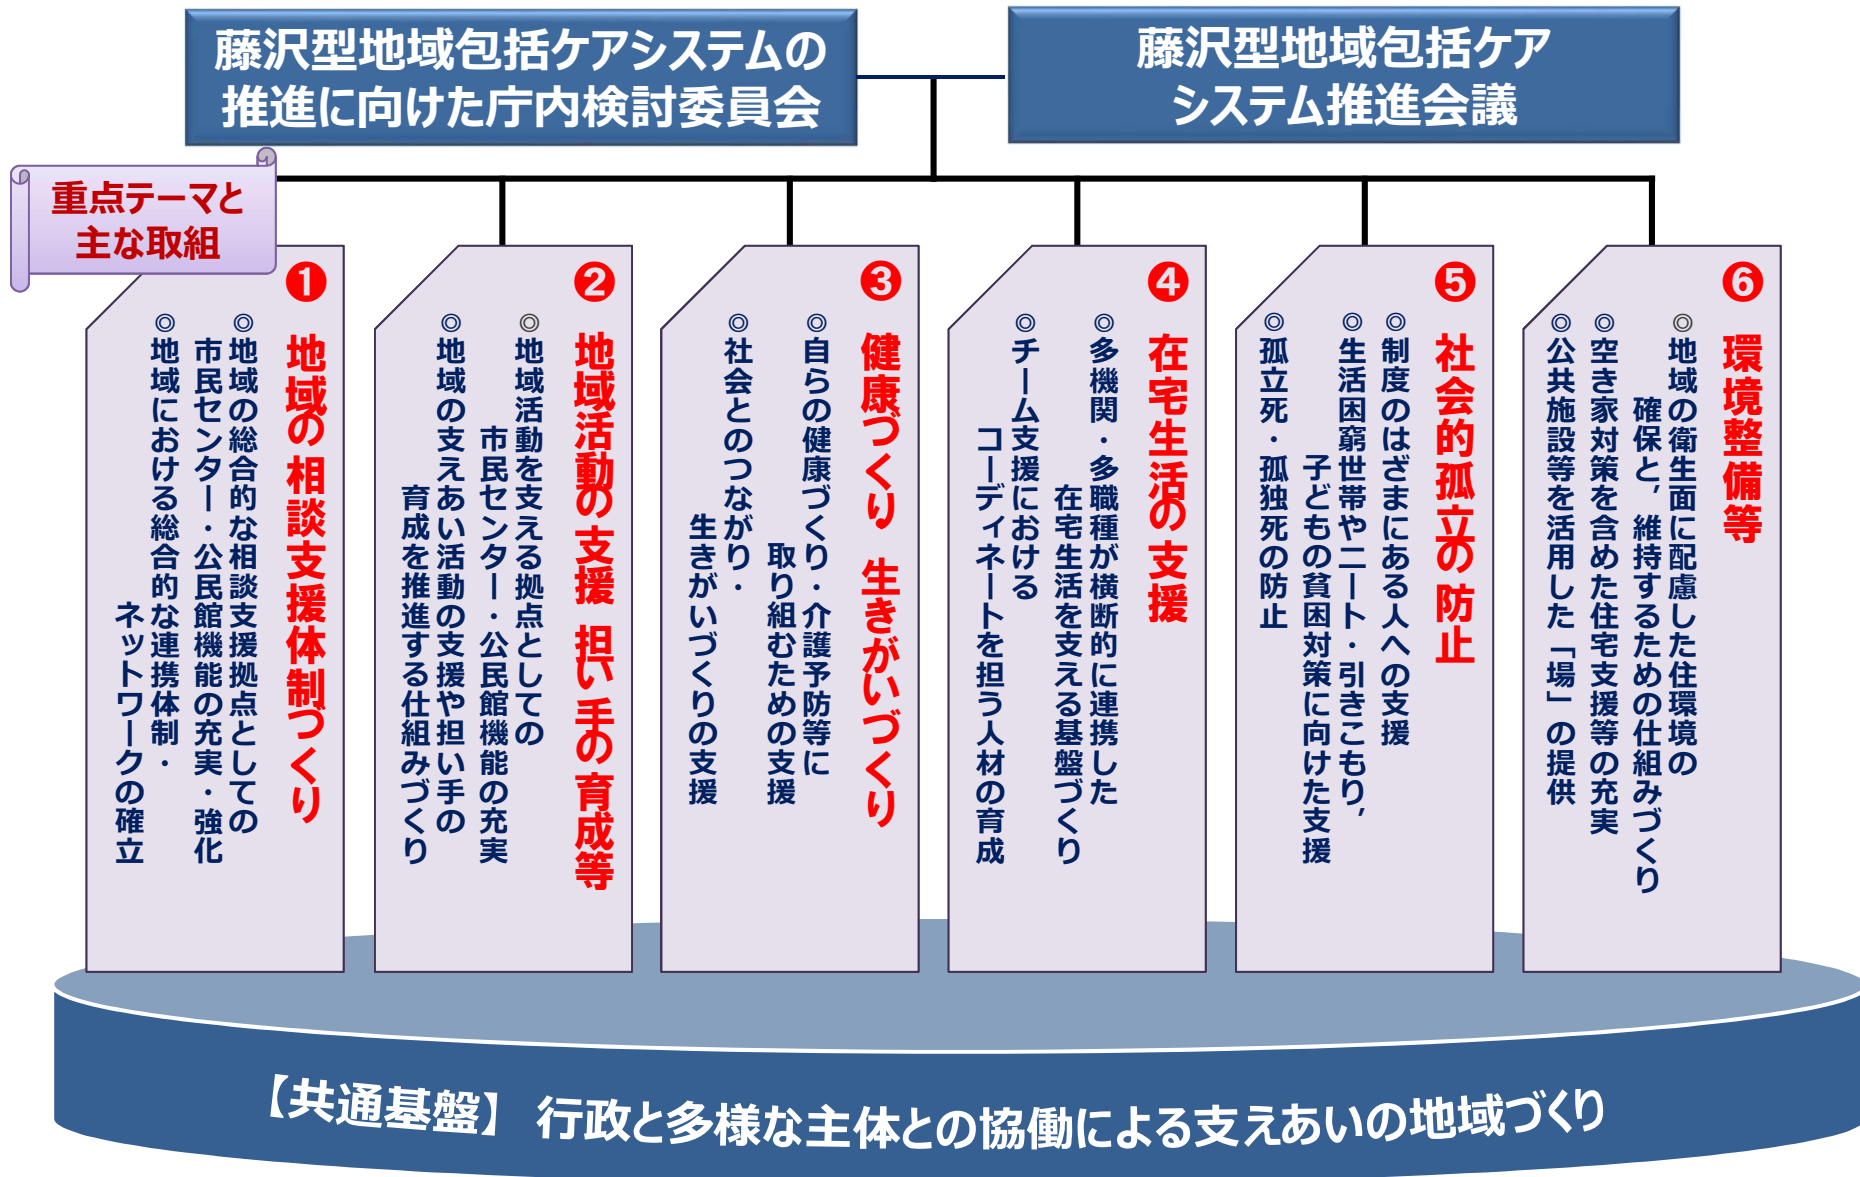 藤沢型地域包括ケアシステムの
推進に向けた庁内検討委員会
藤沢型地域包括ケア
システム推進会議
重点テーマと
主な取組
❶
地域の相談支援体制づくり
◎地域の総合的な相談支援拠点としての
市民センター・公民館機能の充実・強化
◎地域における総合的な連携体制・
ネットワークの確立
❷
地域活動の支援 担い手の育成等
◎地域活動を支える拠点としての
市民センター・公民館機能の充実
◎地域の支えあい活動の支援や担い手の
育成を推進する仕組みづくり
❸
健康づくり 生きがいづくり
◎自らの健康づくり・介護予防等に
取り組むための支援
◎社会とのつながり・
生きがいづくりの支援
❹
在宅生活の支援
◎多機関・多職種が横断的に連携した
在宅生活を支える基盤づくり
◎チーム支援における
コーディネートを担う人材の育成
❺
社会的孤立の防止
◎制度のはざまにある人への支援
◎生活困窮世帯やニート・引きこもり，
子どもの貧困対策に向けた支援
◎孤立死・孤独死の防止
❻
環境整備等
◎地域の衛生面に配慮した住環境の
確保と，維持するための仕組みづくり
◎空き家対策を含めた住宅支援等の充実
◎公共施設等を活用した「場」の提供
【共通基盤】 行政と多様な主体との協働による支えあいの地域づくり